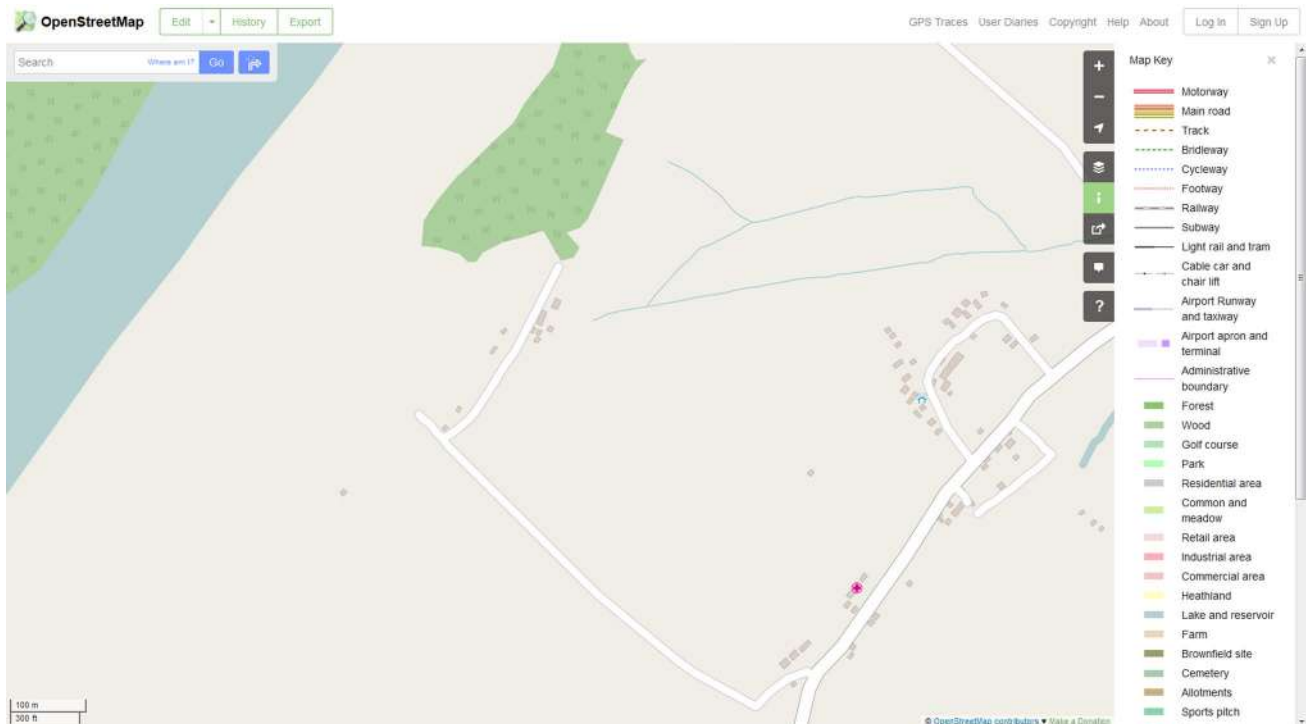 OpenStreetMap Edit History Export GPS Traces User Diaries Copyright Help About Log In Sign Up
Search Where am I? Go
+
−
?
100 m
300 ft
© OpenStreetMap contributors ♥ Make a Donation
Map Key ×
Motorway
Main road
Track
Bridleway
Cycleway
Footway
Railway
Subway
Light rail and tram
Cable car and
chair lift
Airport Runway
and taxiway
Airport apron and
terminal
Administrative
boundary
Forest
Wood
Golf course
Park
Residential area
Common and
meadow
Retail area
Industrial area
Commercial area
Heathland
Lake and reservoir
Farm
Brownfield site
Cemetery
Allotments
Sports pitch